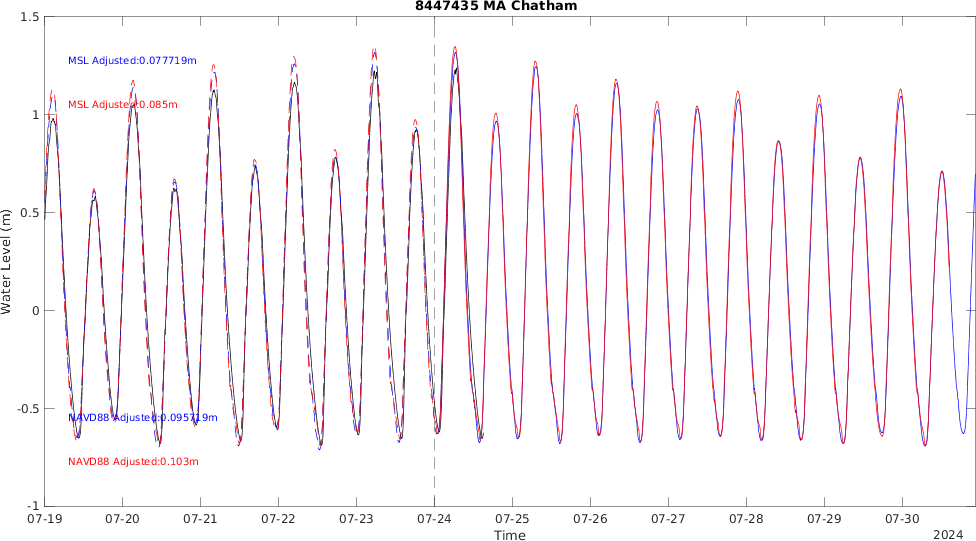 8447435 MA Chatham
1.5
MSL Adjusted:0.077719m
MSL Adjusted:0.085m
1
0.5
Water Level (m)
0
-0.5
NAVD88 Adjusted:0.095719m
NAVD88 Adjusted:0.103m
-1
07-19 07-20 07-21 07-22 07-23 07-24 07-25 07-26 07-27 07-28 07-29 07-30
Time
2024